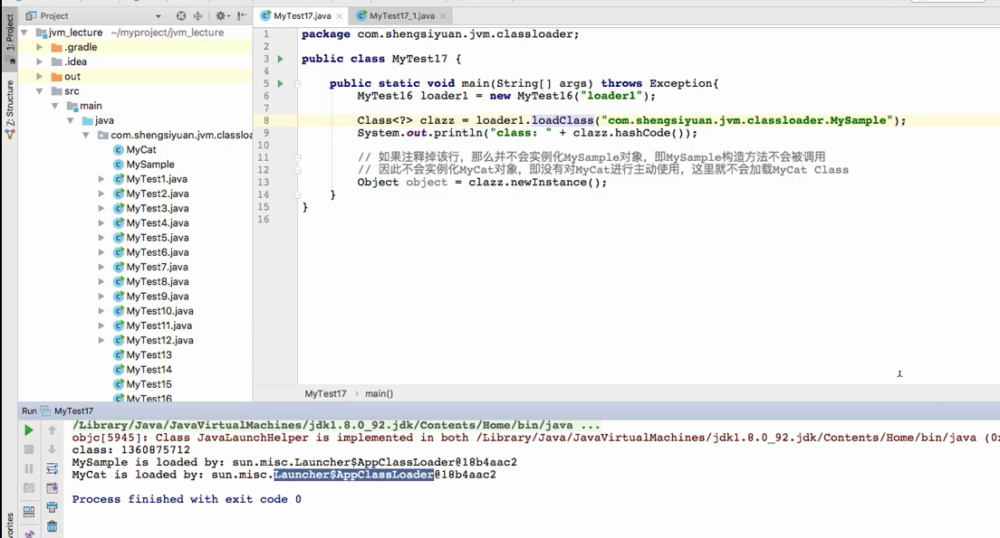 Project
MyTest17.java
MyTest17_1.java
1: Project
Z: Structure
jvm_lecture ~/myproject/jvm_lecture
.gradle
.idea
out
src
main
java
com.shengsiyuan.jvm.classloa
MyCat
MySample
MyTest1.java
MyTest2.java
MyTest3.java
MyTest4.java
MyTest5.java
MyTest6.java
MyTest7.java
MyTest8.java
MyTest9.java
MyTest10.java
MyTest11.java
MyTest12.java
MyTest13
MyTest14
MyTest15
MyTest16
1 package com.shengsiyuan.jvm.classloader;
2
3 public class MyTest17 {
4
5 public static void main(String[] args) throws Exception{
6 MyTest16 loader1 = new MyTest16("loader1");
7
8 Class<?> clazz = loader1.loadClass("com.shengsiyuan.jvm.classloader.MySample");
9 System.out.println("class: " + clazz.hashCode());
10
11 // 如果注释掉该行，那么并不会实例化MySample对象，即MySample构造方法不会被调用
12 // 因此不会实例化MyCat对象，即没有对MyCat进行主动使用，这里就不会加载MyCat Class
13 Object object = clazz.newInstance();
14 }
15 }
16
MyTest17 › main()
Run MyTest17
/Library/Java/JavaVirtualMachines/jdk1.8.0_92.jdk/Contents/Home/bin/java ...
objc[5945]: Class JavaLaunchHelper is implemented in both /Library/Java/JavaVirtualMachines/jdk1.8.0_92.jdk/Contents/Home/bin/java (0x
class: 1360875712
MySample is loaded by: sun.misc.Launcher$AppClassLoader@18b4aac2
MyCat is loaded by: sun.misc.Launcher$AppClassLoader@18b4aac2
Process finished with exit code 0